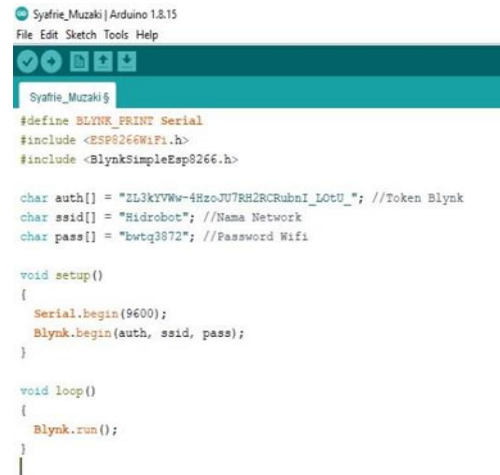 Syafrie_Muzaki | Arduino 1.8.15
File Edit Sketch Tools Help
Syafrie_Muzaki §
#define BLYNK_PRINT Serial
#include <ESP8266WiFi.h>
#include <BlynkSimpleEsp8266.h>
char auth[] = "ZL3kYVWw-4HzoJU7RH2RCRubnI_LOtU_"; //Token Blynk
char ssid[] = "Hidrobot"; //Nama Network
char pass[] = "bwtq3872"; //Password Wifi
void setup()
{
Serial.begin(9600);
Blynk.begin(auth, ssid, pass);
}
void loop()
{
Blynk.run();
}